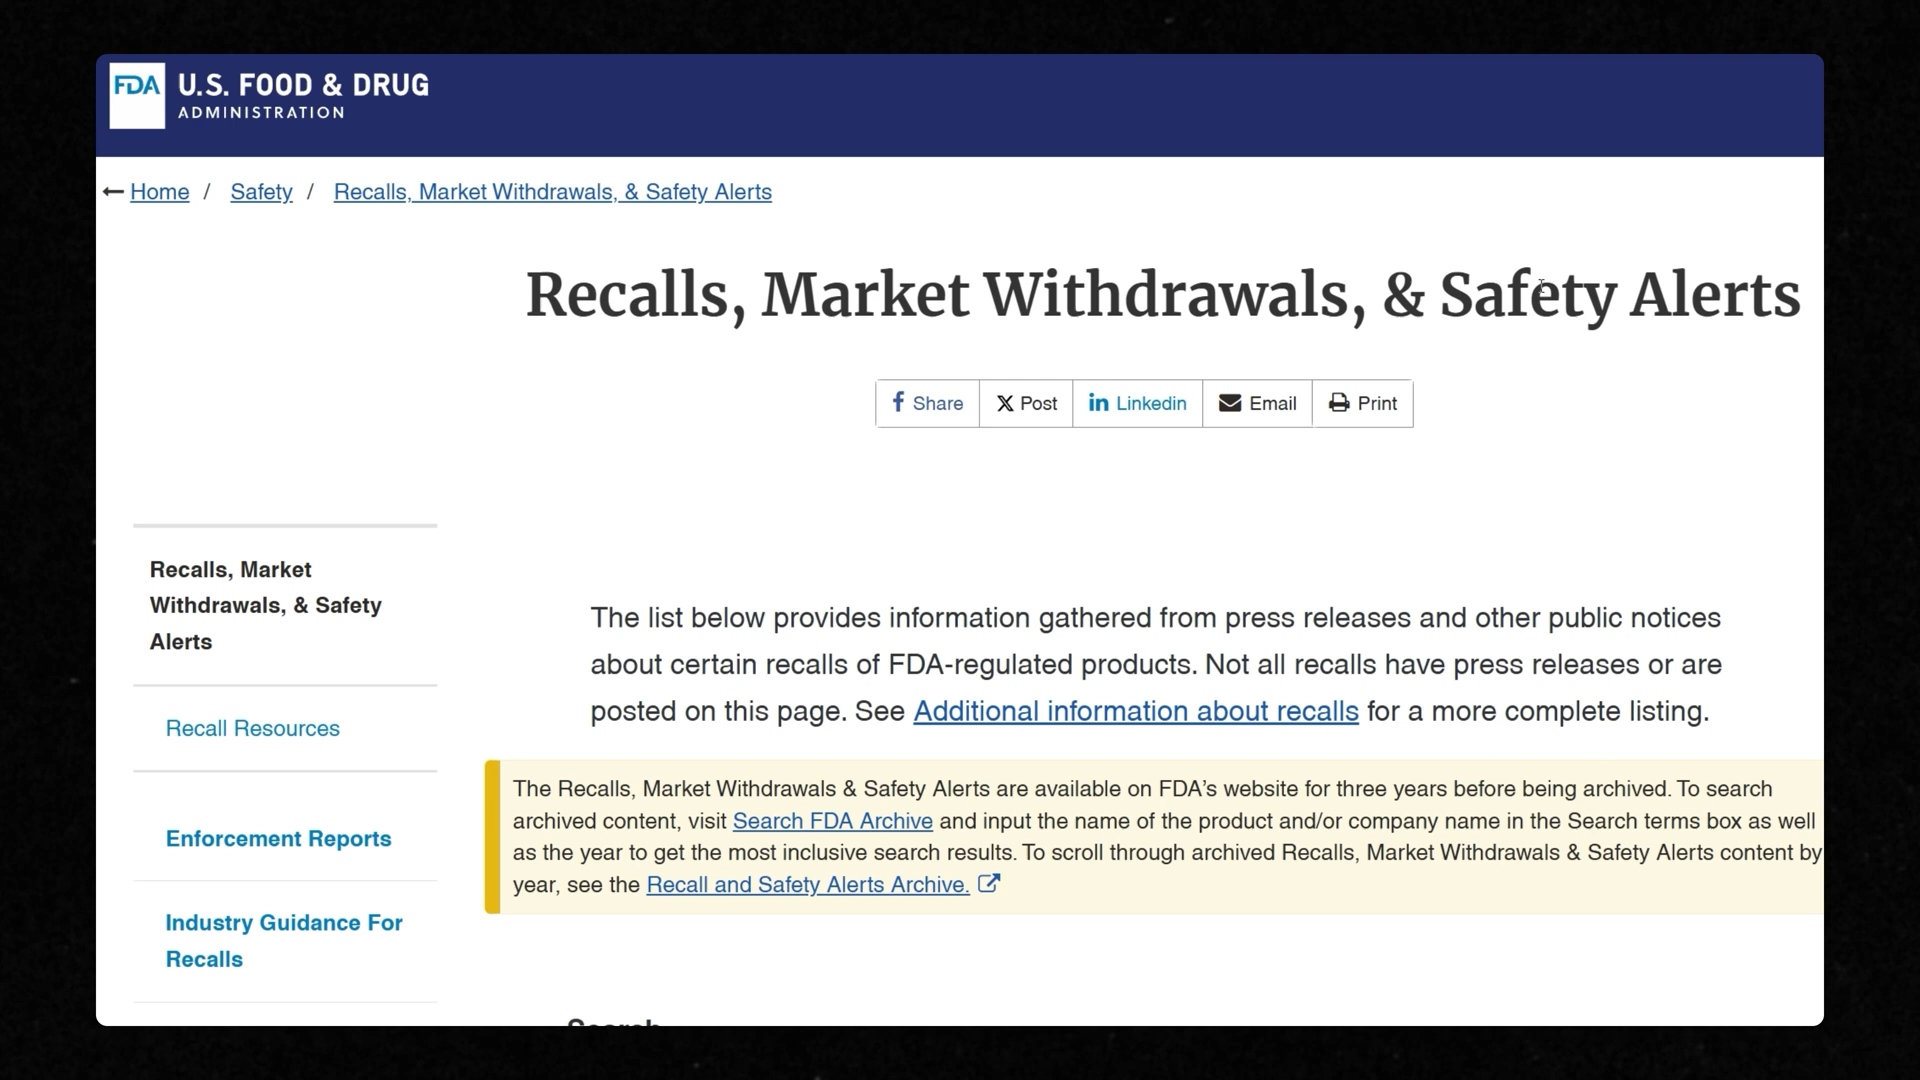 FDA U.S. FOOD & DRUG
ADMINISTRATION
Home / Safety / Recalls, Market Withdrawals, & Safety Alerts
Recalls, Market Withdrawals, & Safety Alerts
Share Post Linkedin Email Print
Recalls, Market
Withdrawals, & Safety
Alerts
Recall Resources
Enforcement Reports
Industry Guidance For
Recalls
The list below provides information gathered from press releases and other public notices
about certain recalls of FDA-regulated products. Not all recalls have press releases or are
posted on this page. See Additional information about recalls for a more complete listing.
The Recalls, Market Withdrawals & Safety Alerts are available on FDA’s website for three years before being archived. To search
archived content, visit Search FDA Archive and input the name of the product and/or company name in the Search terms box as well
as the year to get the most inclusive search results. To scroll through archived Recalls, Market Withdrawals & Safety Alerts content by
year, see the Recall and Safety Alerts Archive.
Search